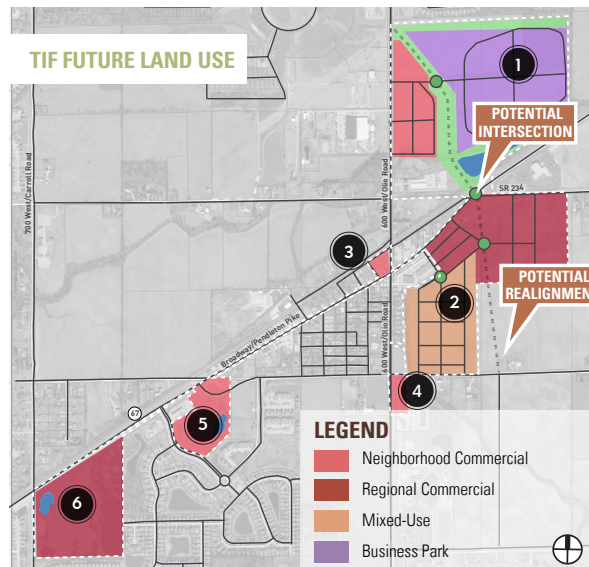 TIF FUTURE LAND USE
1
POTENTIAL
INTERSECTION
700 West/Carroll Road
600 West/Olio Road
SR 234
3
2
POTENTIAL
REALIGNMEN
Broadway/Pendleton Pike
600 West/Olio Road
4
67
5
6
LEGEND
Neighborhood Commercial
Regional Commercial
Mixed-Use
Business Park